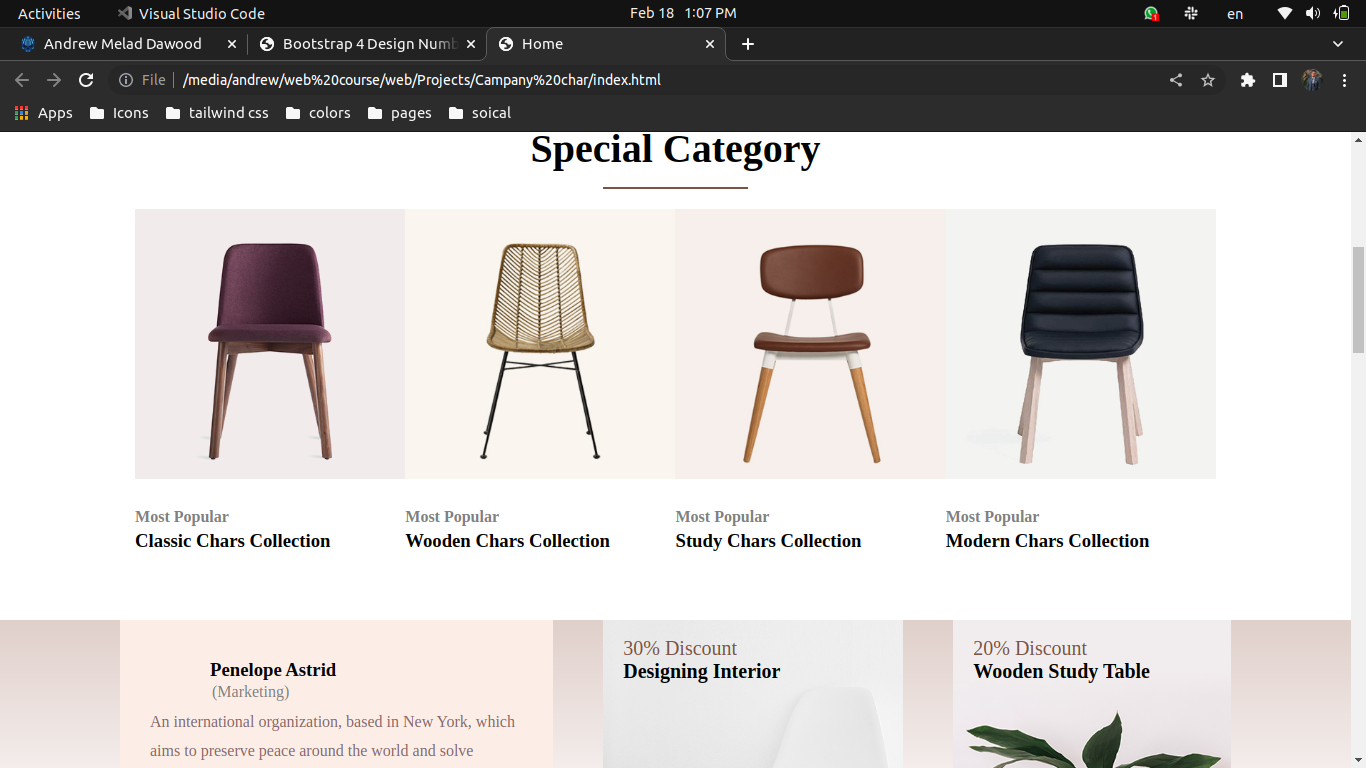 Activities Visual Studio Code Feb 18 1:07 PM 1 en
Andrew Melad Dawood Bootstrap 4 Design Numb Home
File /media/andrew/web%20course/web/Projects/Campany%20char/index.html
Apps Icons tailwind css colors pages soical
Special Category
Most Popular Most Popular Most Popular Most Popular
Classic Chars Collection Wooden Chars Collection Study Chars Collection Modern Chars Collection
30% Discount 20% Discount
Penelope Astrid Designing Interior Wooden Study Table
(Marketing)
An international organization, based in New York, which
aims to preserve peace around the world and solve